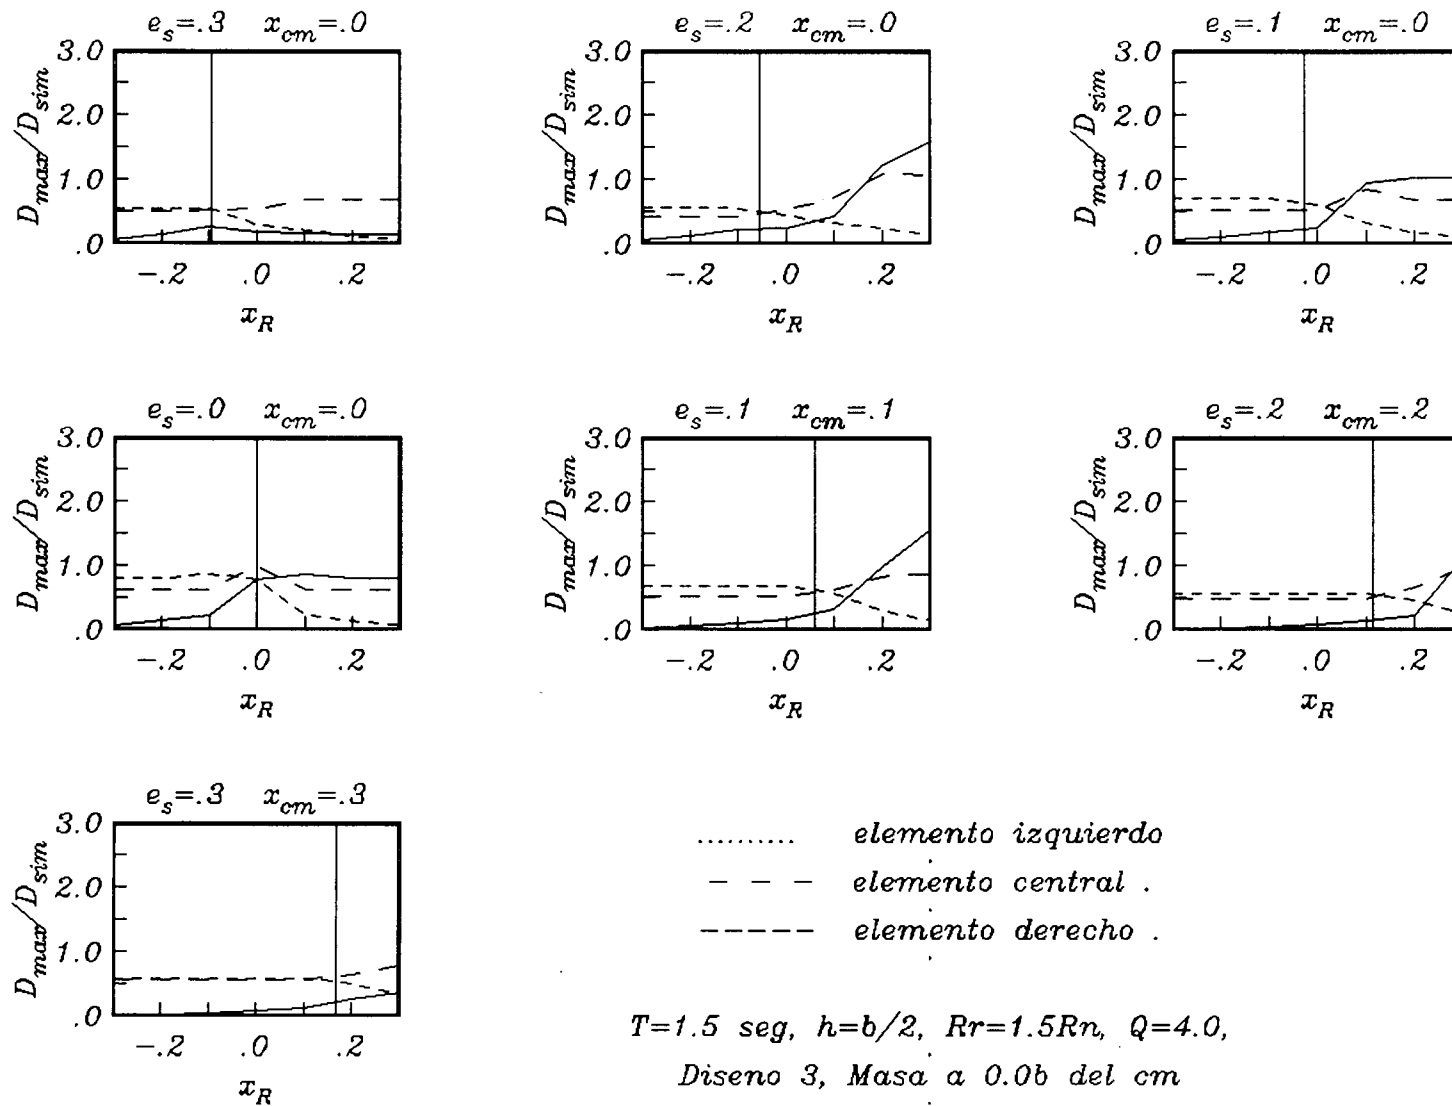 e_s=.3 x_cm=.0
D_max/D_sim
3.0
2.0
1.0
.0
-.2 .0 .2
x_R
e_s=.2 x_cm=.0
D_max/D_sim
3.0
2.0
1.0
.0
-.2 .0 .2
x_R
e_s=.1 x_cm=.0
D_max/D_sim
3.0
2.0
1.0
.0
-.2 .0 .2
x_R
e_s=.0 x_cm=.0
D_max/D_sim
3.0
2.0
1.0
.0
-.2 .0 .2
x_R
e_s=.1 x_cm=.1
D_max/D_sim
3.0
2.0
1.0
.0
-.2 .0 .2
x_R
e_s=.2 x_cm=.2
D_max/D_sim
3.0
2.0
1.0
.0
-.2 .0 .2
x_R
e_s=.3 x_cm=.3
D_max/D_sim
3.0
2.0
1.0
.0
-.2 .0 .2
x_R
elemento izquierdo
elemento central .
elemento derecho .
T=1.5 seg, h=b/2, Rr=1.5Rn, Q=4.0,
Diseno 3, Masa a 0.0b del cm